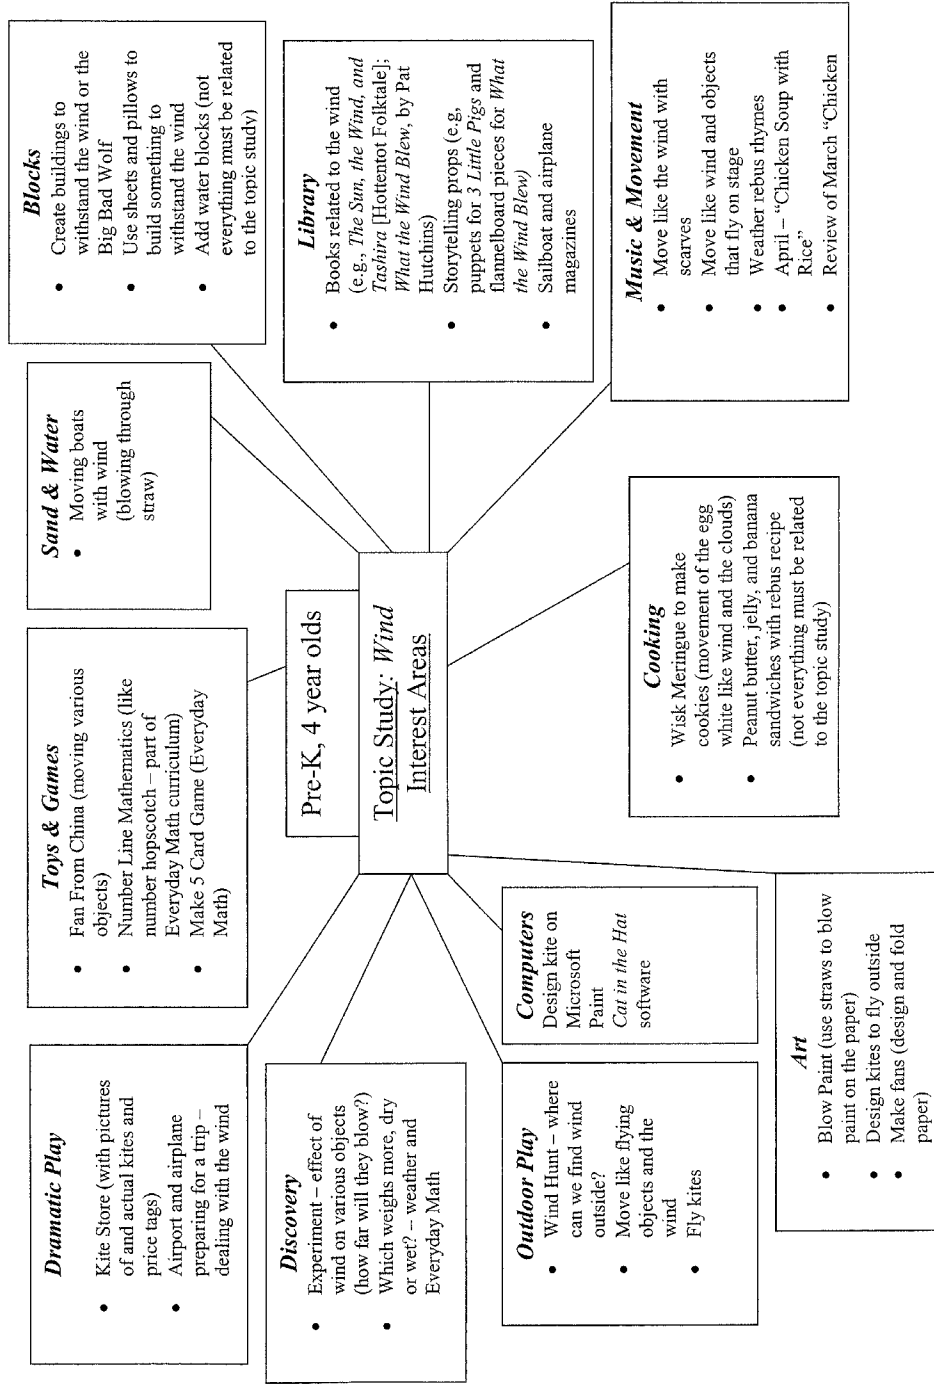 Dramatic Play
• Kite Store (with pictures
of and actual kites and
price tags)
• Airport and airplane
preparing for a trip –
dealing with the wind
Toys & Games
• Fan From China (moving various
objects)
• Number Line Mathematics (like
number hopscotch – part of
Everyday Math curriculum)
• Make 5 Card Game (Everyday
Math)
Sand & Water
• Moving boats
with wind
(blowing through
straw)
Blocks
• Create buildings to
withstand the wind or the
Big Bad Wolf
• Use sheets and pillows to
build something to
withstand the wind
• Add water blocks (not
everything must be related
to the topic study)
Discovery
• Experiment – effect of
wind on various objects
(how far will they blow?)
• Which weighs more, dry
or wet? – weather and
Everyday Math
Pre-K, 4 year olds
Topic Study: Wind
Interest Areas
Library
• Books related to the wind
(e.g., The Sun, the Wind, and
Tashira [Hottentot Folktale];
What the Wind Blew, by Pat
Hutchins)
• Storytelling props (e.g,
puppets for 3 Little Pigs and
flannelboard pieces for What
the Wind Blew)
• Sailboat and airplane
magazines
Outdoor Play
• Wind Hunt – where
can we find wind
outside?
• Move like flying
objects and the
wind
• Fly kites
Computers
Design kite on
Microsoft
Paint
Cat in the Hat
software
Cooking
• Wisk Meringue to make
cookies (movement of the egg
white like wind and the clouds)
• Peanut butter, jelly, and banana
sandwiches with rebus recipe
(not everything must be related
to the topic study)
Music & Movement
• Move like the wind with
scarves
• Move like wind and objects
that fly on stage
• Weather rebus rhymes
• April – “Chicken Soup with
Rice”
• Review of March “Chicken
Art
• Blow Paint (use straws to blow
paint on the paper)
• Design kites to fly outside
• Make fans (design and fold
paper)